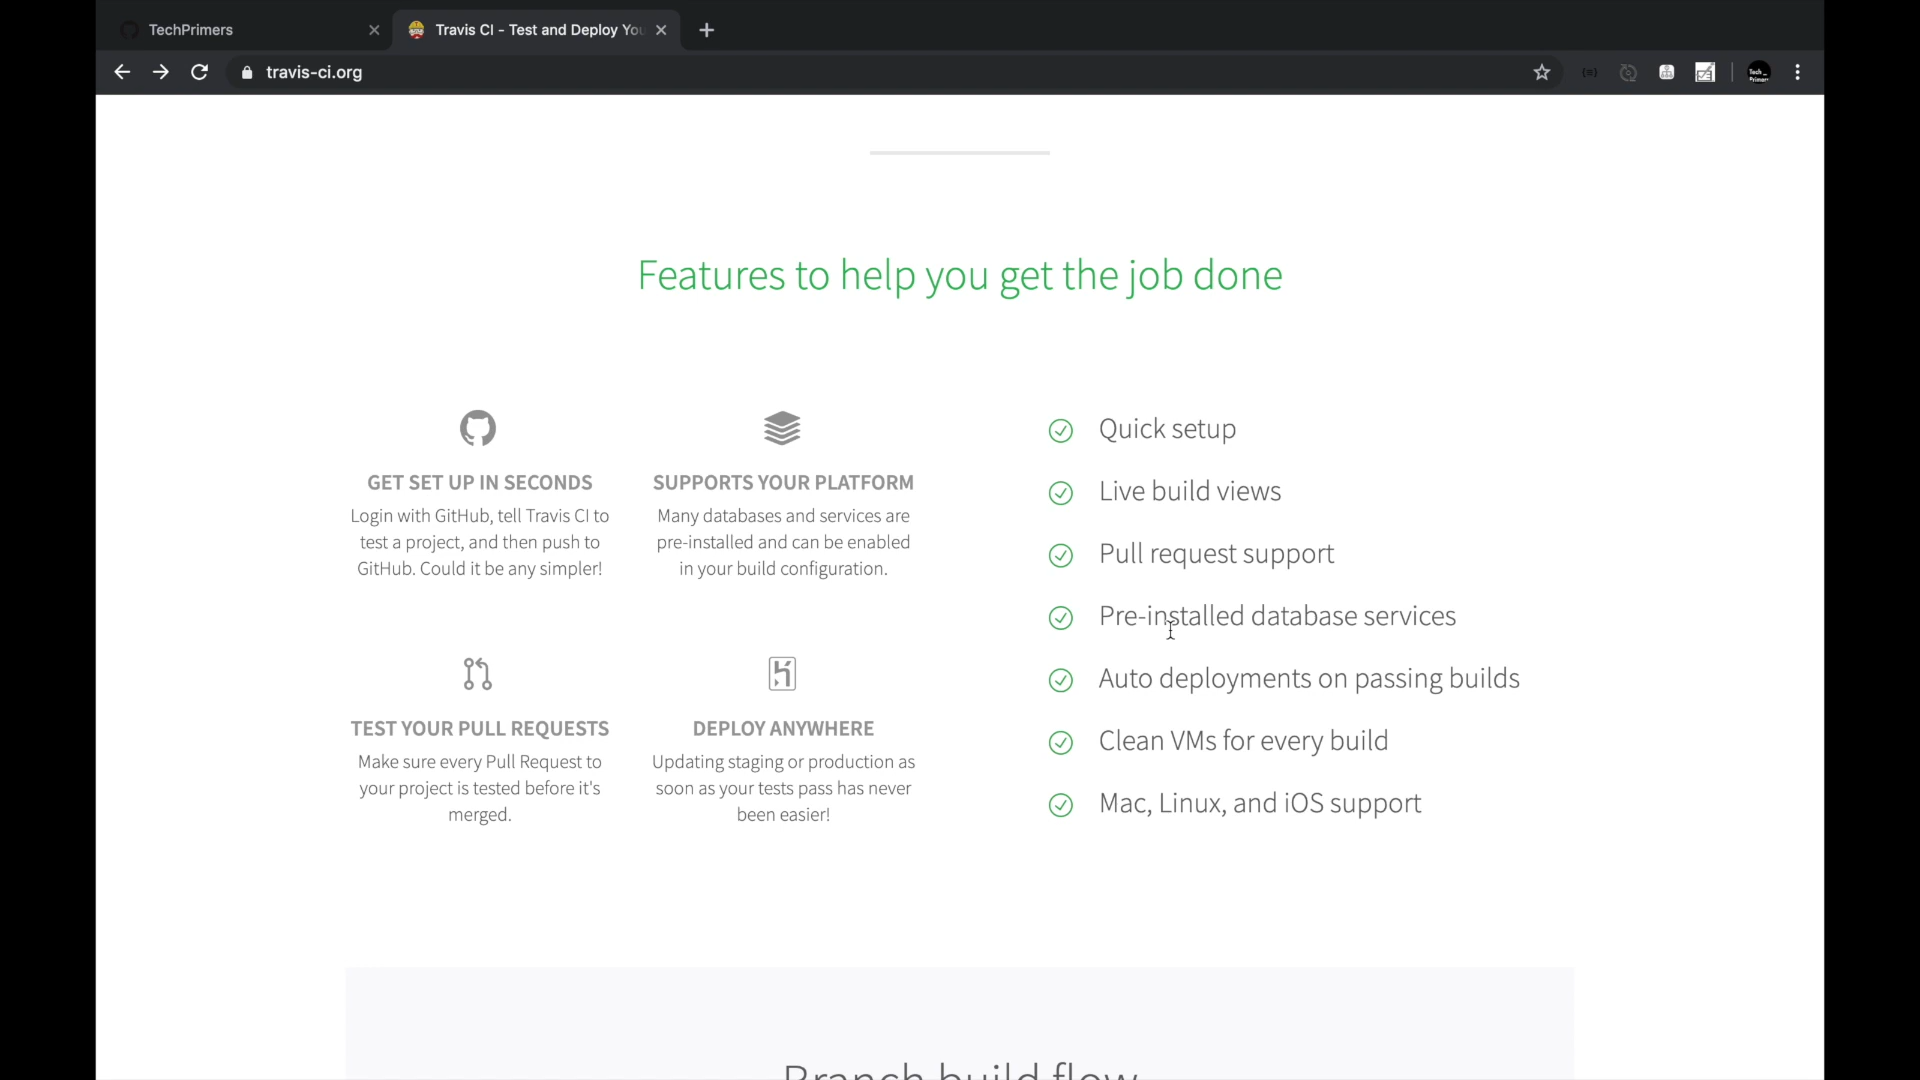 TechPrimers
Travis CI - Test and Deploy You
travis-ci.org
Features to help you get the job done
GET SET UP IN SECONDS
Login with GitHub, tell Travis CI to
test a project, and then push to
GitHub. Could it be any simpler!
SUPPORTS YOUR PLATFORM
Many databases and services are
pre-installed and can be enabled
in your build configuration.
TEST YOUR PULL REQUESTS
Make sure every Pull Request to
your project is tested before it's
merged.
DEPLOY ANYWHERE
Updating staging or production as
soon as your tests pass has never
been easier!
Quick setup
Live build views
Pull request support
Pre-installed database services
Auto deployments on passing builds
Clean VMs for every build
Mac, Linux, and iOS support
Branch build flow